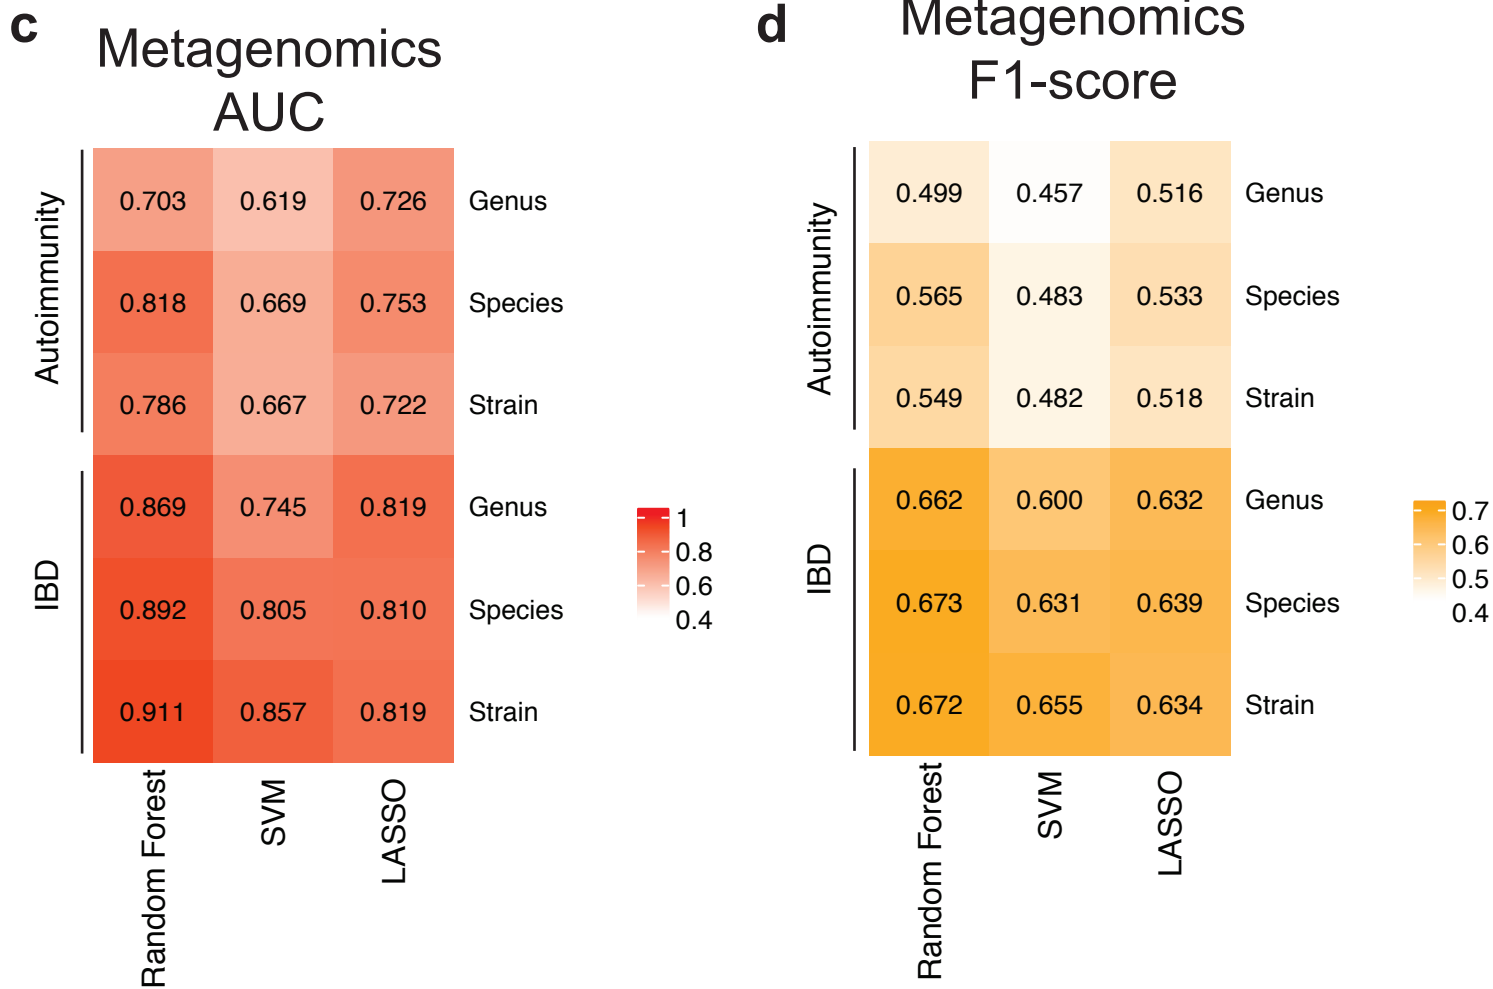 c
Metagenomics
AUC
Autoimmunity
0.703 0.619 0.726 Genus
0.818 0.669 0.753 Species
0.786 0.667 0.722 Strain
IBD
0.869 0.745 0.819 Genus
0.892 0.805 0.810 Species
0.911 0.857 0.819 Strain
Random Forest
SVM
LASSO
1
0.8
0.6
0.4
d
Metagenomics
F1-score
Autoimmunity
0.499 0.457 0.516 Genus
0.565 0.483 0.533 Species
0.549 0.482 0.518 Strain
IBD
0.662 0.600 0.632 Genus
0.673 0.631 0.639 Species
0.672 0.655 0.634 Strain
Random Forest
SVM
LASSO
0.7
0.6
0.5
0.4